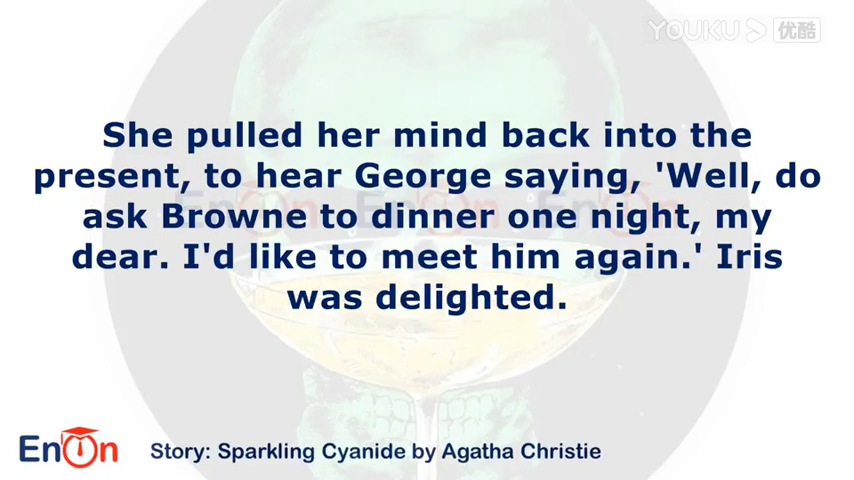 YOUKU 优酷
She pulled her mind back into the
present, to hear George saying, 'Well, do
ask Browne to dinner one night, my
dear. I'd like to meet him again.' Iris
was delighted.
EnOn
Story: Sparkling Cyanide by Agatha Christie